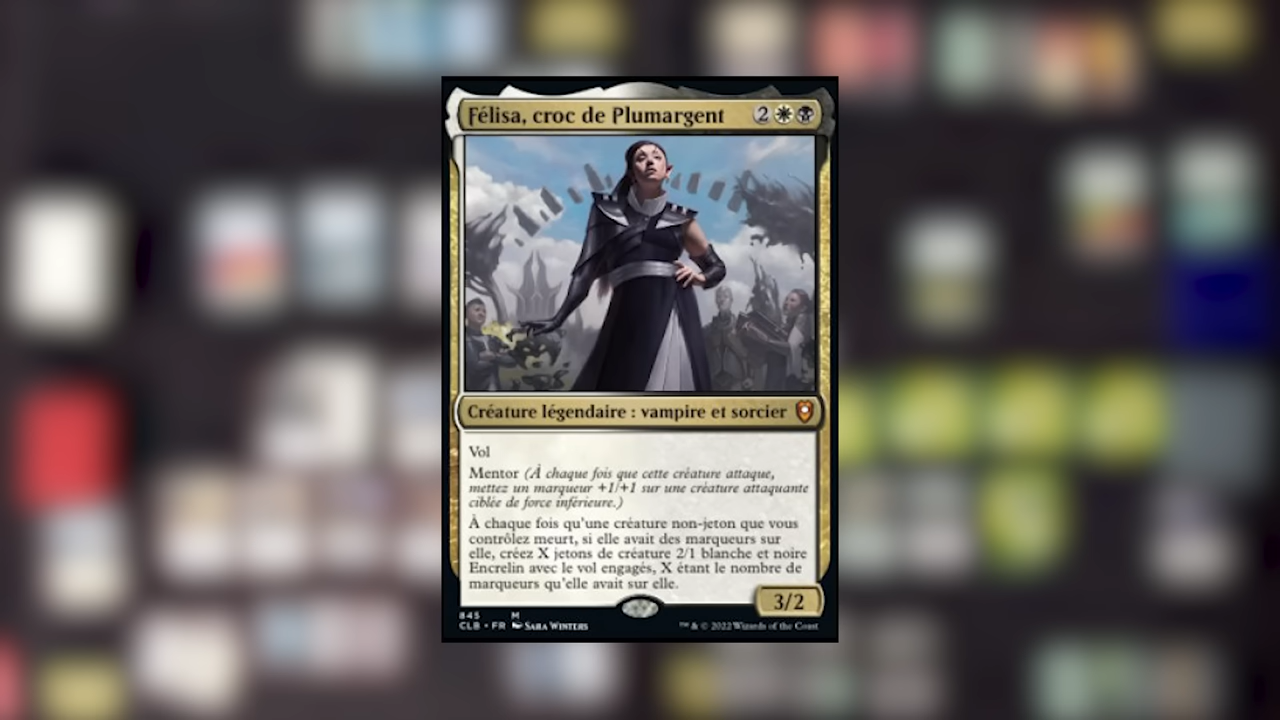 Félisa, croc de Plumargent 2
Créature légendaire : vampire et sorcier
Vol
Mentor (À chaque fois que cette créature attaque,
mettez un marqueur +1/+1 sur une créature attaquante
ciblée de force inférieure.)
À chaque fois qu'une créature non-jeton que vous
contrôlez meurt, si elle avait des marqueurs sur
elle, créez X jetons de créature 2/1 blanche et noire
Encrelin avec le vol engagés, X étant le nombre de
marqueurs qu'elle avait sur elle.
3/2
845 M
CLB • FR SARA WINTERS ™ & © 2022 Wizards of the Coast